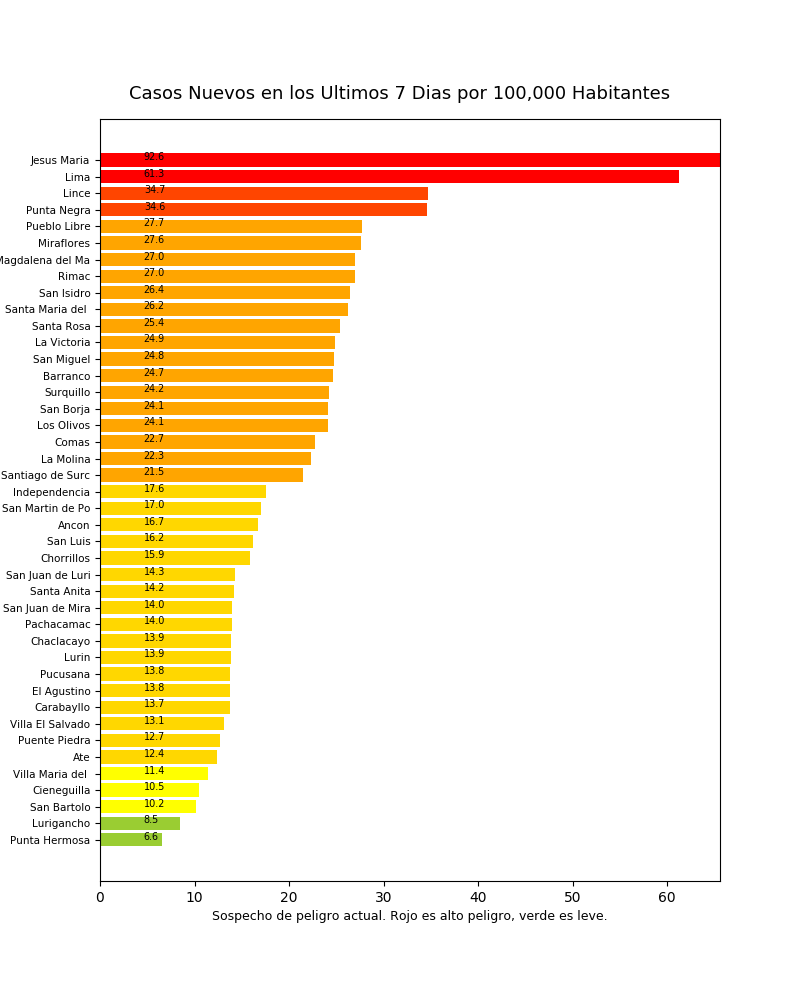 Casos Nuevos en los Ultimos 7 Dias por 100,000 Habitantes
Jesus Maria 92.6
Lima 61.3
Lince 34.7
Punta Negra 34.6
Pueblo Libre 27.7
Miraflores 27.6
Magdalena del Ma 27.0
Rimac 27.0
San Isidro 26.4
Santa Maria del 26.2
Santa Rosa 25.4
La Victoria 24.9
San Miguel 24.8
Barranco 24.7
Surquillo 24.2
San Borja 24.1
Los Olivos 24.1
Comas 22.7
La Molina 22.3
Santiago de Surc 21.5
Independencia 17.6
San Martin de Po 17.0
Ancon 16.7
San Luis 16.2
Chorrillos 15.9
San Juan de Luri 14.3
Santa Anita 14.2
San Juan de Mira 14.0
Pachacamac 14.0
Chaclacayo 13.9
Lurin 13.9
Pucusana 13.8
El Agustino 13.8
Carabayllo 13.7
Villa El Salvado 13.1
Puente Piedra 12.7
Ate 12.4
Villa Maria del 11.4
Cieneguilla 10.5
San Bartolo 10.2
Lurigancho 8.5
Punta Hermosa 6.6
0 10 20 30 40 50 60
Sospecho de peligro actual. Rojo es alto peligro, verde es leve.